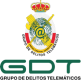 GDT
GRUPO DE DELITOS TELEMÁTICOS